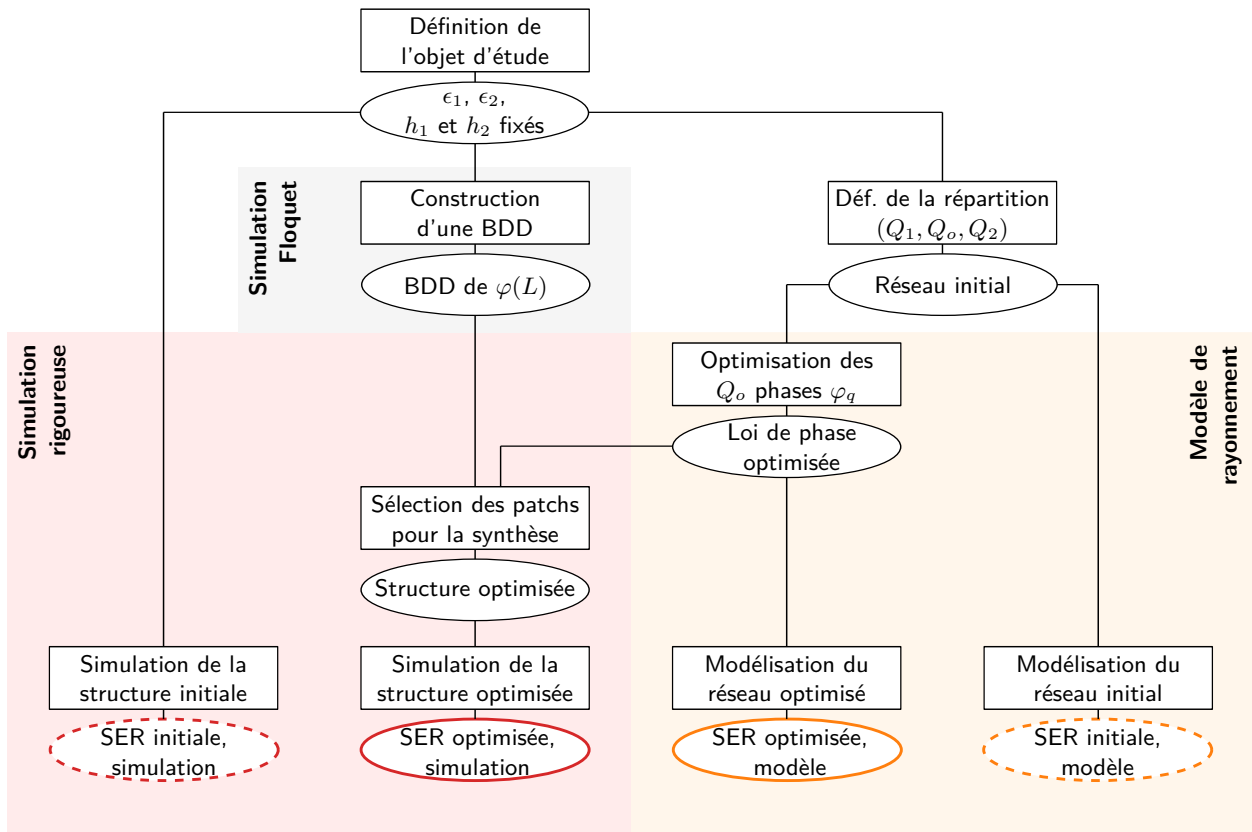 Définition de
l'objet d'étude
ϵ₁, ϵ₂,
h₁ et h₂ fixés
Simulation
Floquet
Construction
d'une BDD
BDD de φ(L)
Déf. de la répartition
(Q₁, Qₒ, Q₂)
Réseau initial
Simulation
rigoureuse
Modèle de
rayonnement
Optimisation des
Qₒ phases φ_q
Loi de phase
optimisée
Sélection des patchs
pour la synthèse
Structure optimisée
Simulation de la
structure initiale
Simulation de la
structure optimisée
Modélisation du
réseau optimisé
Modélisation du
réseau initial
SER initiale,
simulation
SER optimisée,
simulation
SER optimisée,
modèle
SER initiale,
modèle